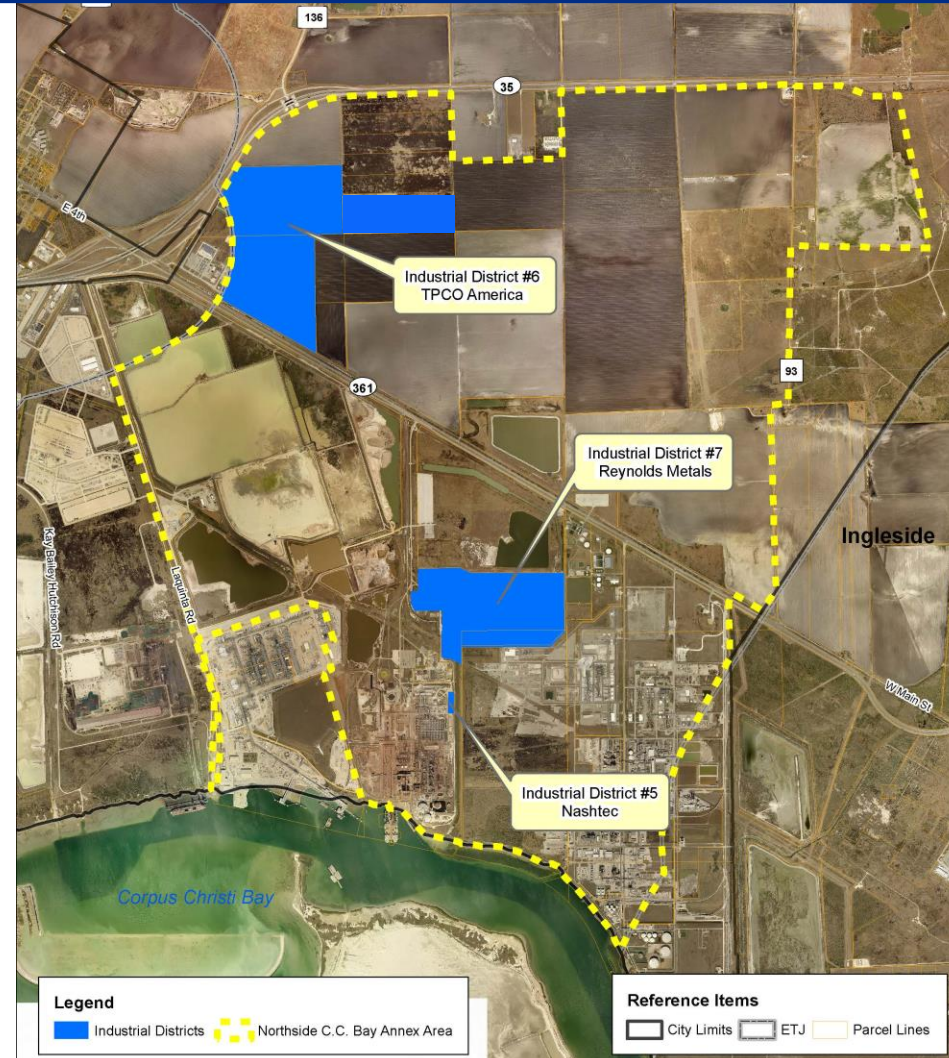 136
35
E 4th
Industrial District #6
TPCO America
361
93
Industrial District #7
Reynolds Metals
Ingleside
Kay Bailey Hutchison Rd
Laquinta Rd
W Main St
Industrial District #5
Nashtec
Corpus Christi Bay
Legend
Industrial Districts
Northside C.C. Bay Annex Area
Reference Items
City Limits
ETJ
Parcel Lines